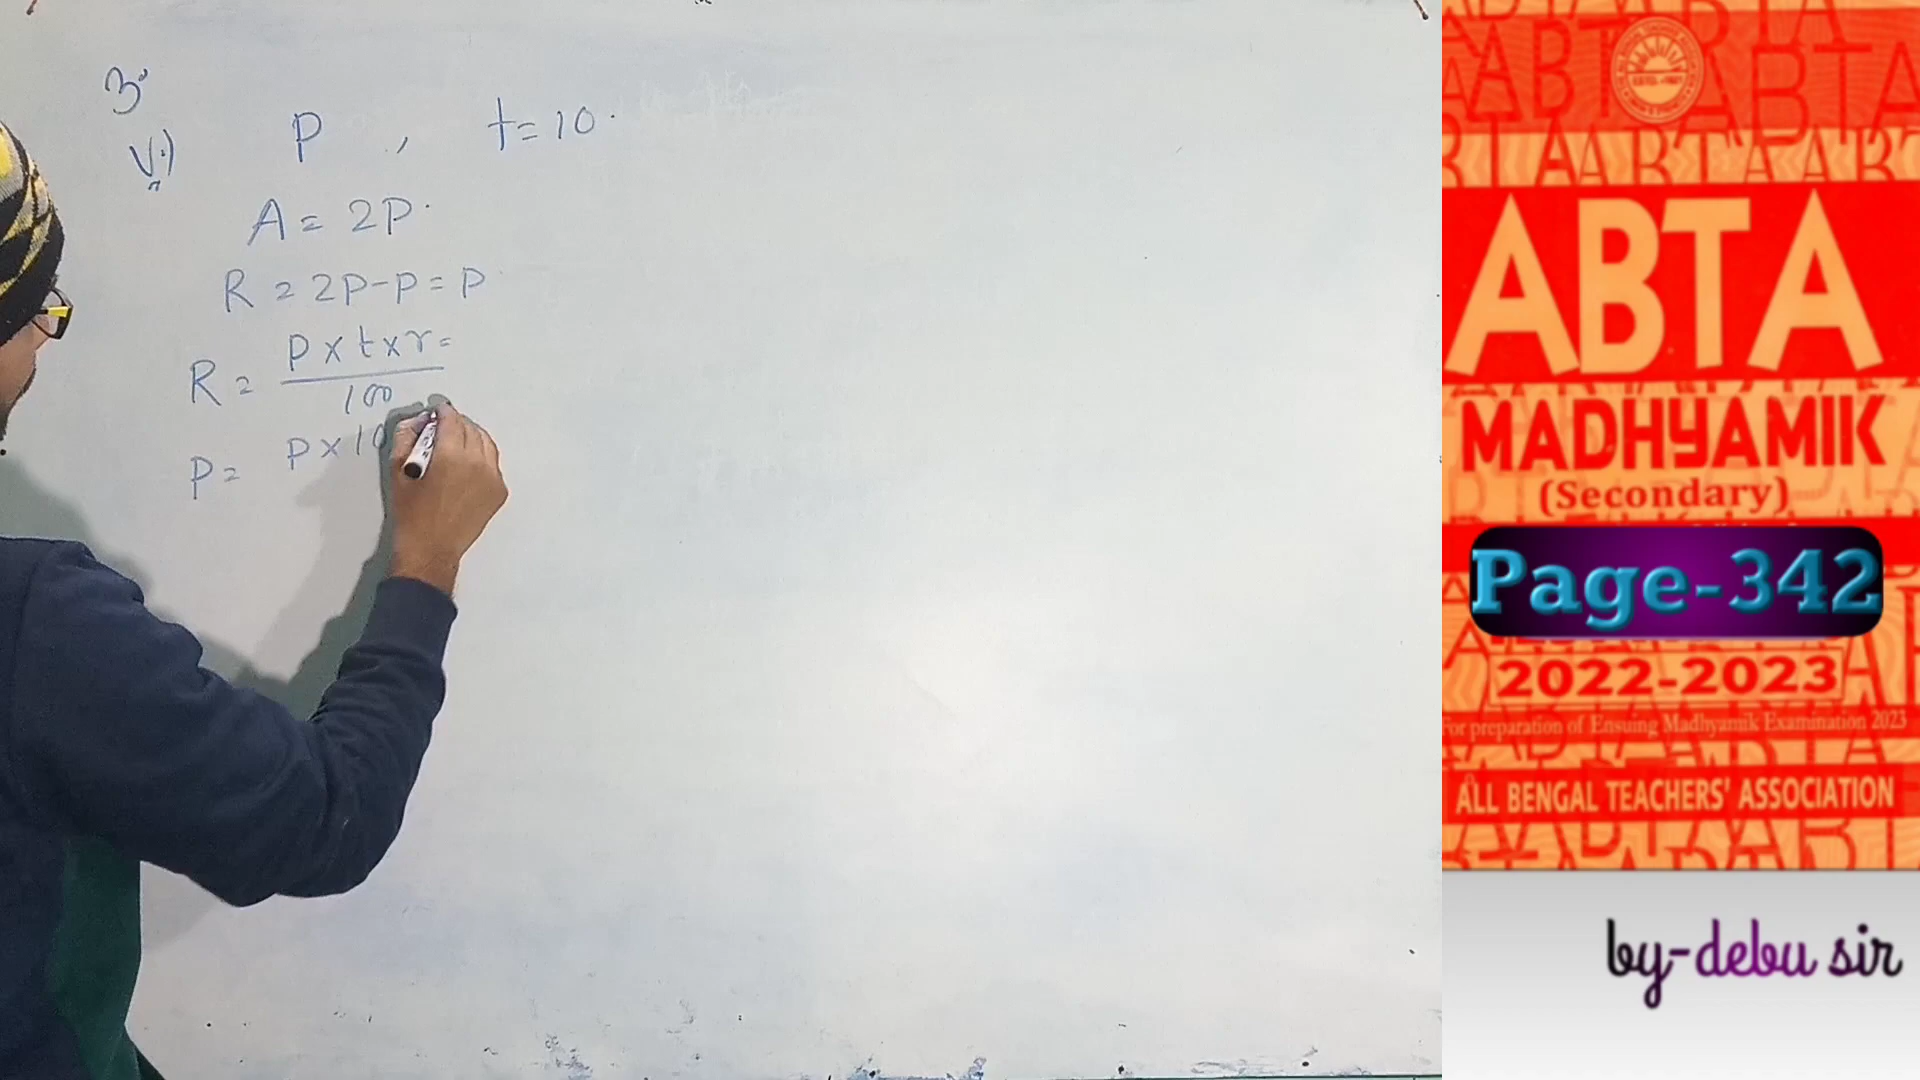 3.
v.)
P , t = 10.
A = 2P.
R = 2P-P = P
R = P x t x r =
100
P = P x 10
ABTA
MADHYAMIK
(Secondary)
Page-342
2022-2023
For preparation of Ensuing Madhyamik Examination 2023
ALL BENGAL TEACHERS' ASSOCIATION
by-debu sir